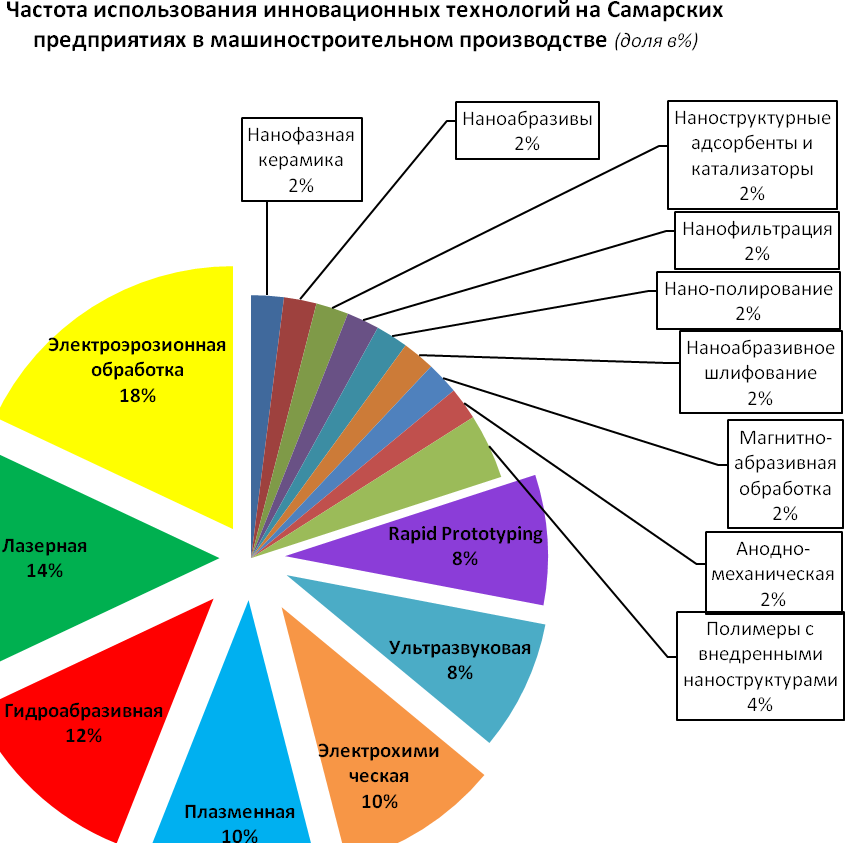 Частота использования инновационных технологий на Самарских
предприятиях в машиностроительном производстве (доля в%)
Нанофазная
керамика
2%
Наноабразивы
2%
Наноструктурные
адсорбенты и
катализаторы
2%
Нанофильтрация
2%
Нано-полирование
2%
Наноабразивное
шлифование
2%
Магнитно-
абразивная
обработка
2%
Анодно-
механическая
2%
Полимеры с
внедренными
наноструктурами
4%
Rapid Prototyping
8%
Ультразвуковая
8%
Электрохими
ческая
10%
Плазменная
10%
Гидроабразивная
12%
Лазерная
14%
Электроэрозионная
обработка
18%